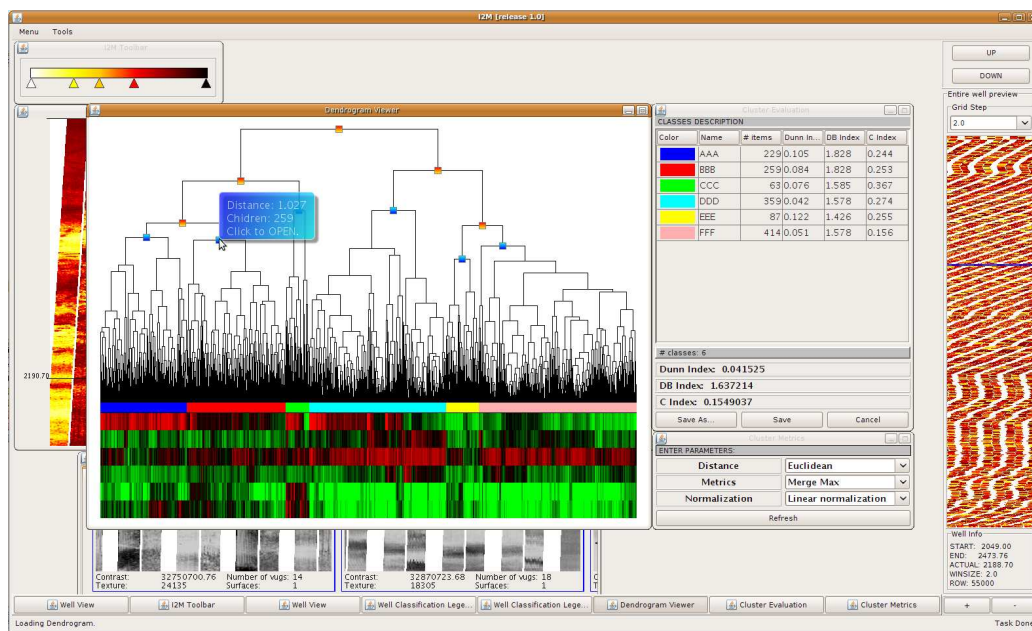 I2M [release 1.0]
Menu Tools
I2M Toolbar
UP
DOWN
Entire well preview
Grid Step
2.0
Dendrogram Viewer
Distance: 1.027
Chidren: 259
Click to OPEN.
Cluster Evaluation
CLASSES DESCRIPTION
Color Name # items Dunn In... DB Index C Index
AAA 229 0.105 1.828 0.244
BBB 259 0.084 1.828 0.253
CCC 63 0.076 1.585 0.367
DDD 359 0.042 1.578 0.274
EEE 87 0.122 1.426 0.255
FFF 414 0.051 1.578 0.156
# classes: 6
Dunn Index: 0.041525
DB Index: 1.637214
C Index: 0.1549037
Save As... Save Cancel
Cluster Metrics
ENTER PARAMETERS:
Distance Euclidean
Metrics Merge Max
Normalization Linear normalization
Refresh
2190.70
Contrast: 32750700.76 Number of vugs: 14
Texture: 24135 Surfaces: 1
Contrast: 32870723.68 Number of vugs: 18
Texture: 18305 Surfaces: 1
Well Info
START: 2049.00
END: 2473.76
ACTUAL: 2188.70
WINSIZE: 2.0
ROW: 55000
Well View I2M Toolbar Well View Well Classification Lege... Well Classification Lege... Dendrogram Viewer Cluster Evaluation Cluster Metrics + -
Loading Dendrogram. Task Done